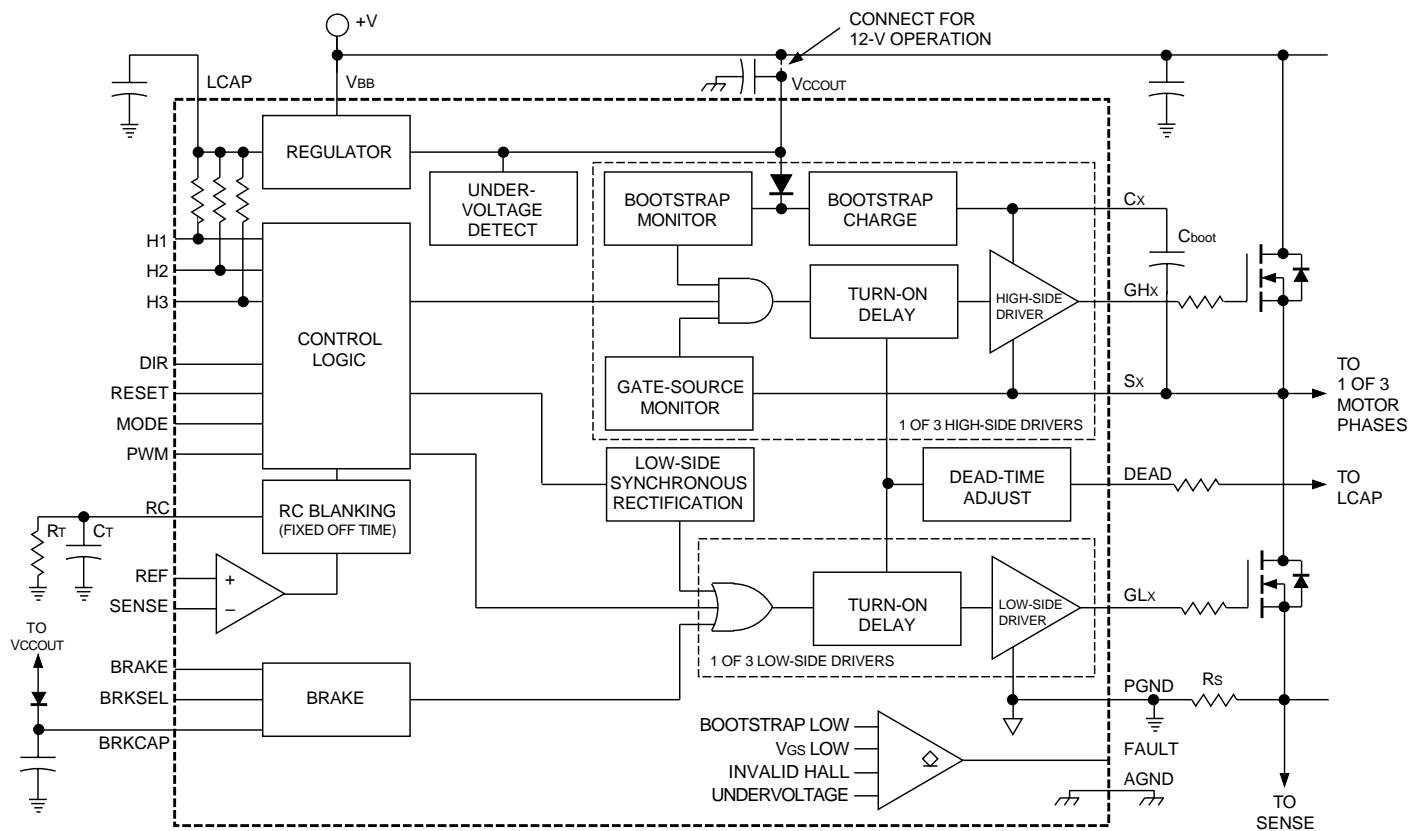 +V
CONNECT FOR
12-V OPERATION
LCAP
VBB
VCCOUT
REGULATOR
UNDER-
VOLTAGE
DETECT
BOOTSTRAP
MONITOR
BOOTSTRAP
CHARGE
CX
Cboot
H1
H2
H3
CONTROL
LOGIC
TURN-ON
DELAY
HIGH-SIDE
DRIVER
GHX
DIR
RESET
MODE
PWM
GATE-SOURCE
MONITOR
SX
1 OF 3 HIGH-SIDE DRIVERS
TO
1 OF 3
MOTOR
PHASES
LOW-SIDE
SYNCHRONOUS
RECTIFICATION
DEAD-TIME
ADJUST
DEAD
TO
LCAP
RC
RT
CT
RC BLANKING
(FIXED OFF TIME)
REF
SENSE
+
–
TURN-ON
DELAY
LOW-SIDE
DRIVER
GLX
1 OF 3 LOW-SIDE DRIVERS
TO
VCCOUT
BRAKE
BRKSEL
BRKCAP
BRAKE
PGND
RS
BOOTSTRAP LOW
VGS LOW
INVALID HALL
UNDERVOLTAGE
FAULT
AGND
TO
SENSE